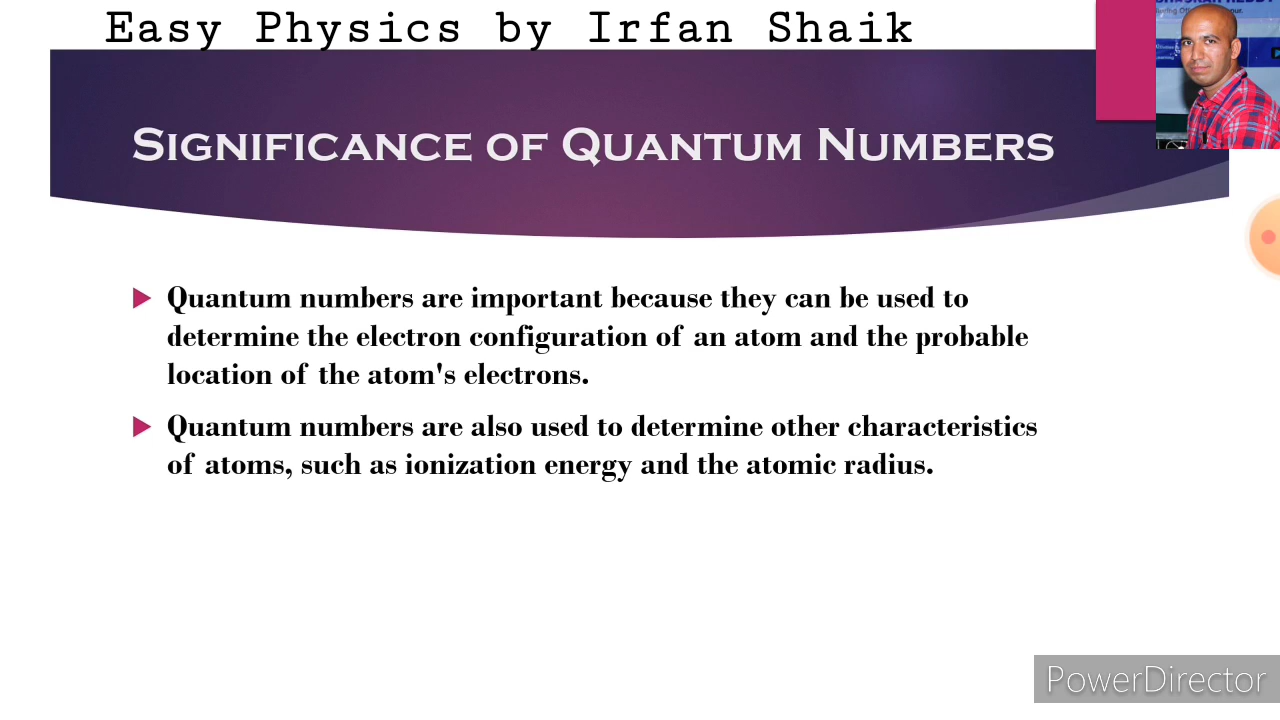 Easy Physics by Irfan Shaik
SIGNIFICANCE OF QUANTUM NUMBERS
Quantum numbers are important because they can be used to
determine the electron configuration of an atom and the probable
location of the atom's electrons.
Quantum numbers are also used to determine other characteristics
of atoms, such as ionization energy and the atomic radius.
PowerDirector